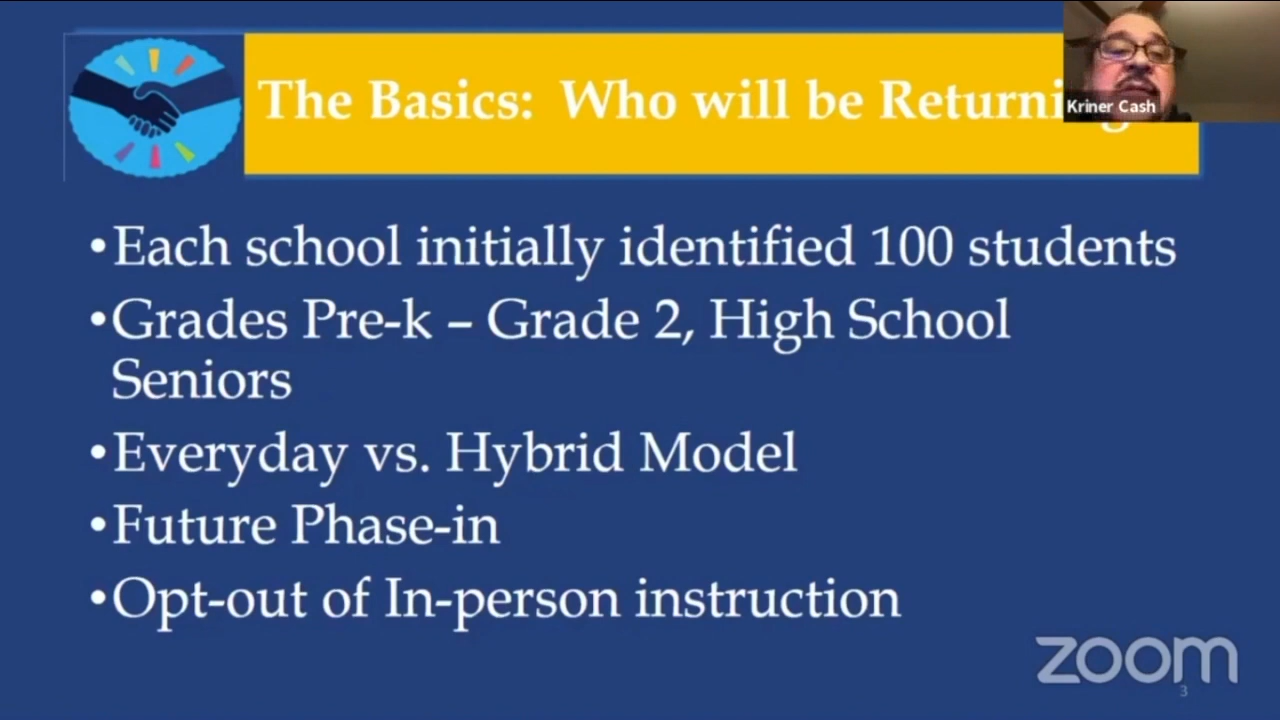 The Basics: Who will be Returni
Kriner Cash
•Each school initially identified 100 students
•Grades Pre-k – Grade 2, High School
Seniors
•Everyday vs. Hybrid Model
•Future Phase-in
•Opt-out of In-person instruction
zoom
3